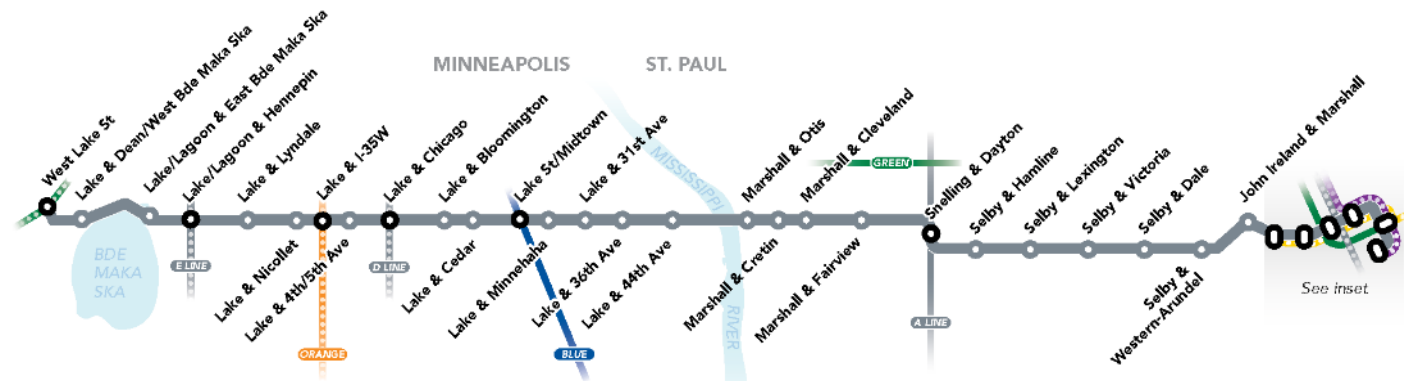 MINNEAPOLIS
ST. PAUL
West Lake St
Lake & Dean/West Bde Maka Ska
Lake/Lagoon & East Bde Maka Ska
Lake/Lagoon & Hennepin
Lake & Lyndale
Lake & I-35W
Lake & Chicago
Lake & Bloomington
Lake St/Midtown
Lake & 31st Ave
Marshall & Otis
Marshall & Cleveland
Snelling & Dayton
Selby & Hamline
Selby & Lexington
Selby & Victoria
Selby & Dale
John Ireland & Marshall
GREEN
MISSISSIPPI
RIVER
BDE
MAKA
SKA
E LINE
Lake & Nicollet
Lake & 4th/5th Ave
D LINE
Lake & Cedar
Lake & Minnehaha
Lake & 36th Ave
Lake & 44th Ave
Marshall & Cretin
Marshall & Fairview
Selby &
Western-Arundel
See inset
A LINE
ORANGE
BLUE